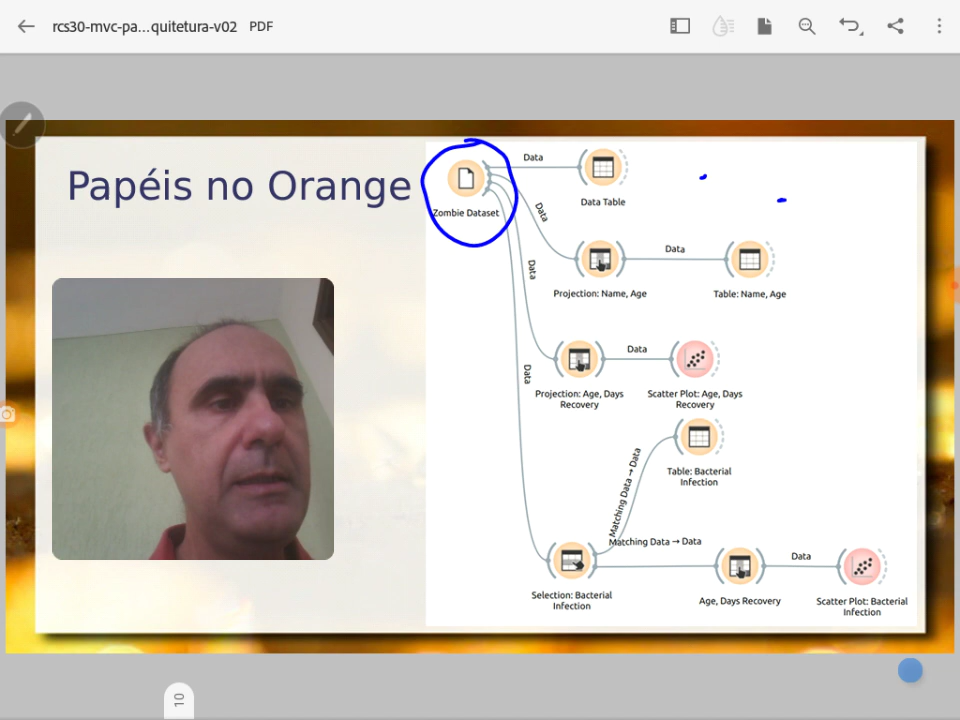 rcs30-mvc-pa...quitetura-v02 PDF
Papéis no Orange
Zombie Dataset
Data
Data Table
Data
Projection: Name, Age
Data
Table: Name, Age
Data
Projection: Age, Days
Recovery
Data
Scatter Plot: Age, Days
Recovery
Data
Selection: Bacterial
Infection
Matching Data → Data
Table: Bacterial
Infection
Matching Data → Data
Age, Days Recovery
Data
Scatter Plot: Bacterial
Infection
10